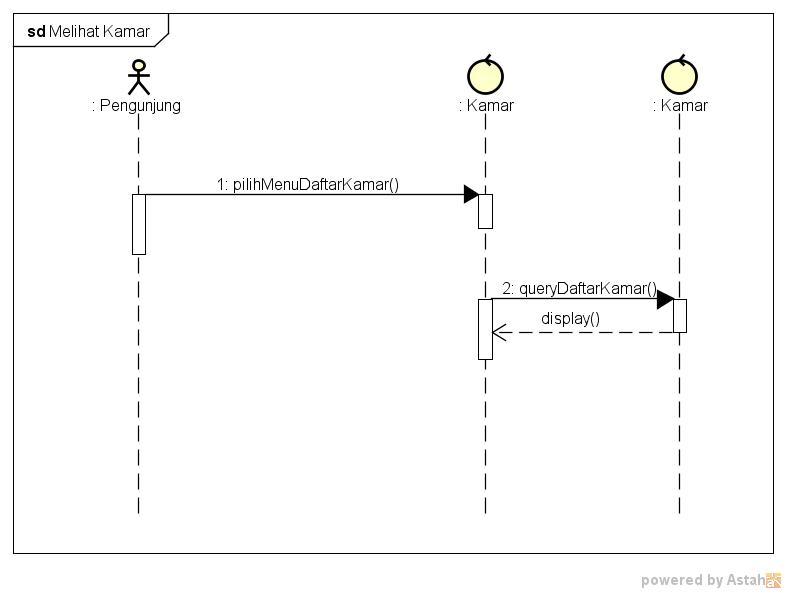 sd Melihat Kamar
: Pengunjung
: Kamar
: Kamar
1: pilihMenuDaftarKamar()
2: queryDaftarKamar()
display()
powered by Astah